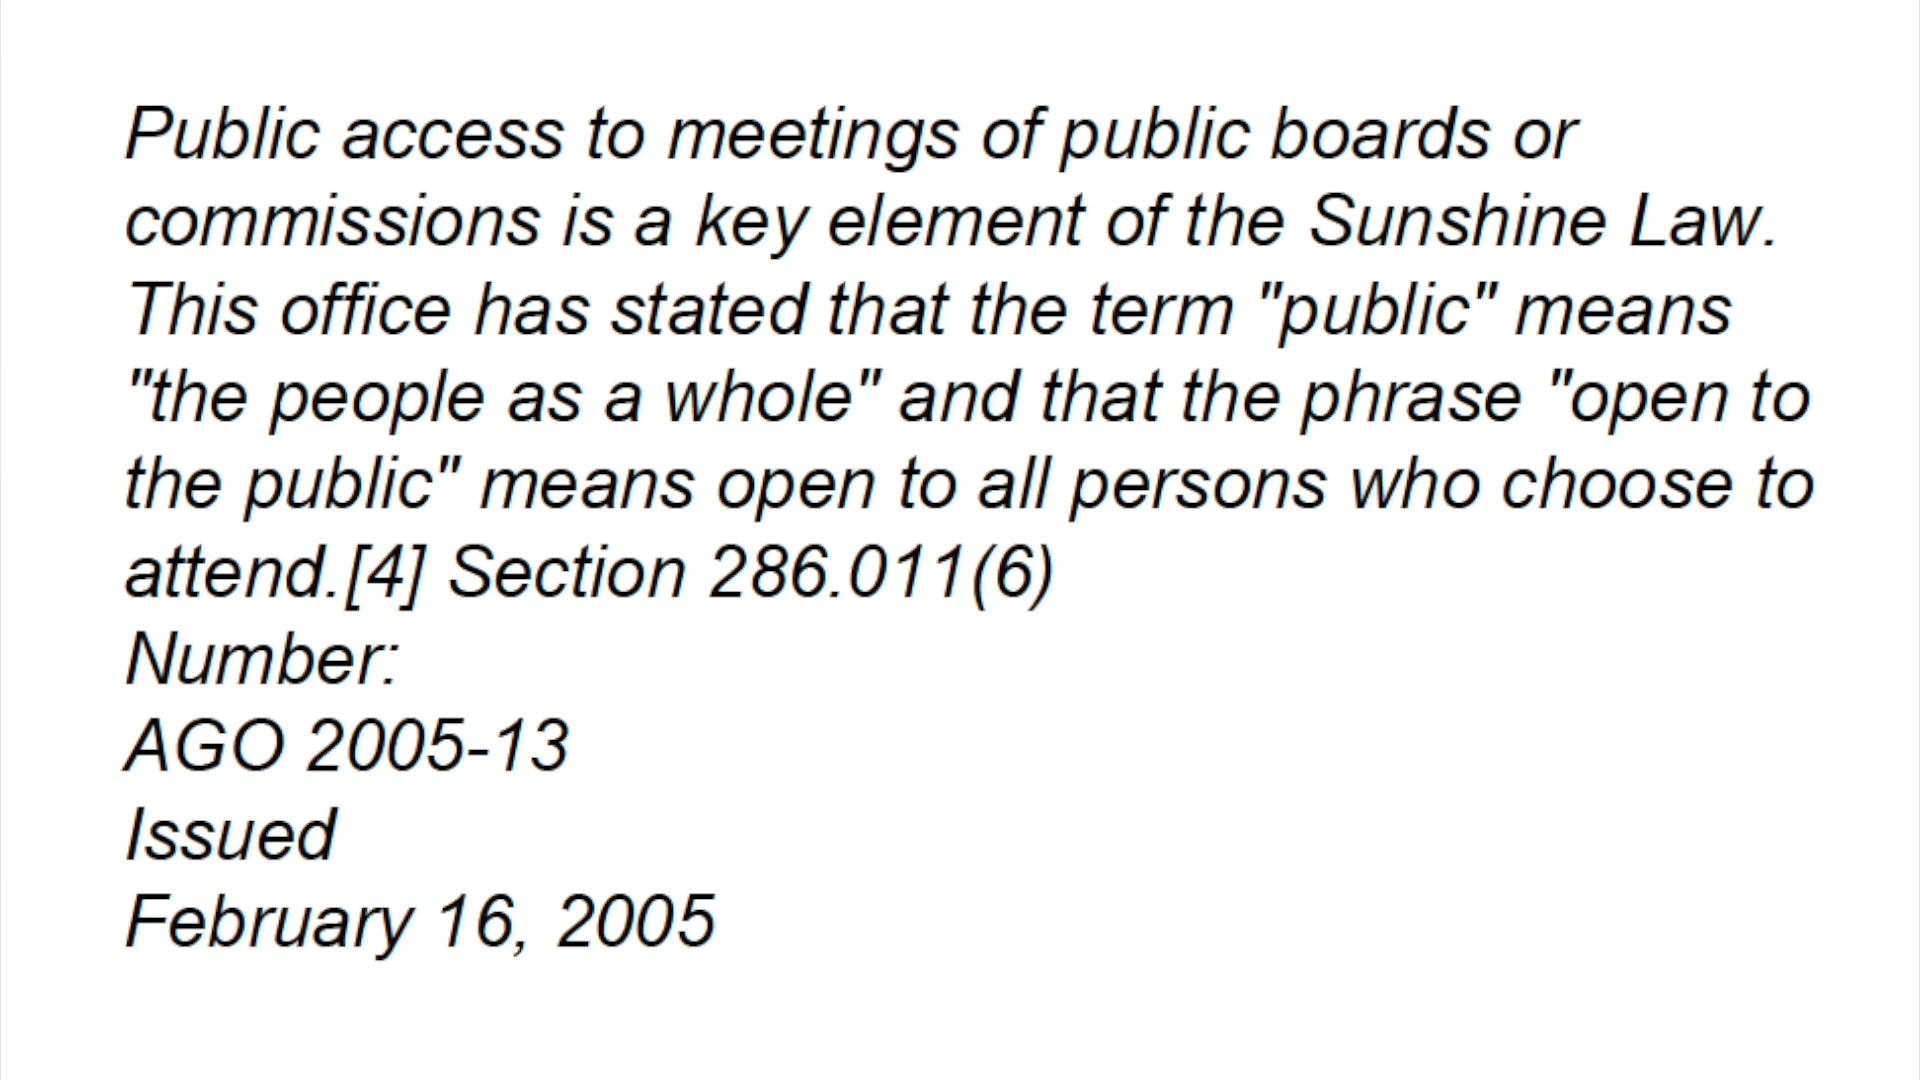 Public access to meetings of public boards or
commissions is a key element of the Sunshine Law.
This office has stated that the term "public" means
"the people as a whole" and that the phrase "open to
the public" means open to all persons who choose to
attend.[4] Section 286.011(6)
Number:
AGO 2005-13
Issued
February 16, 2005